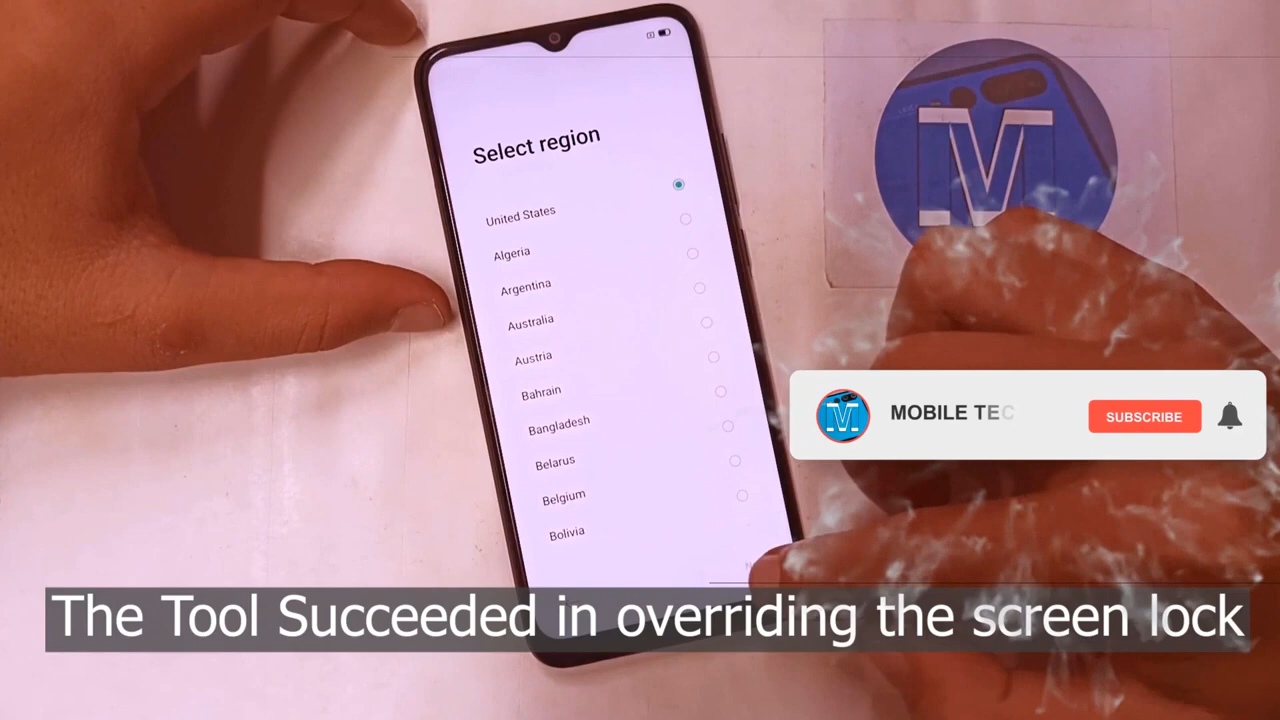 Select region
United States
Algeria
Argentina
Australia
Austria
Bahrain
Bangladesh
Belarus
Belgium
Bolivia
M
M
MOBILE TEC
SUBSCRIBE
The Tool Succeeded in overriding the screen lock